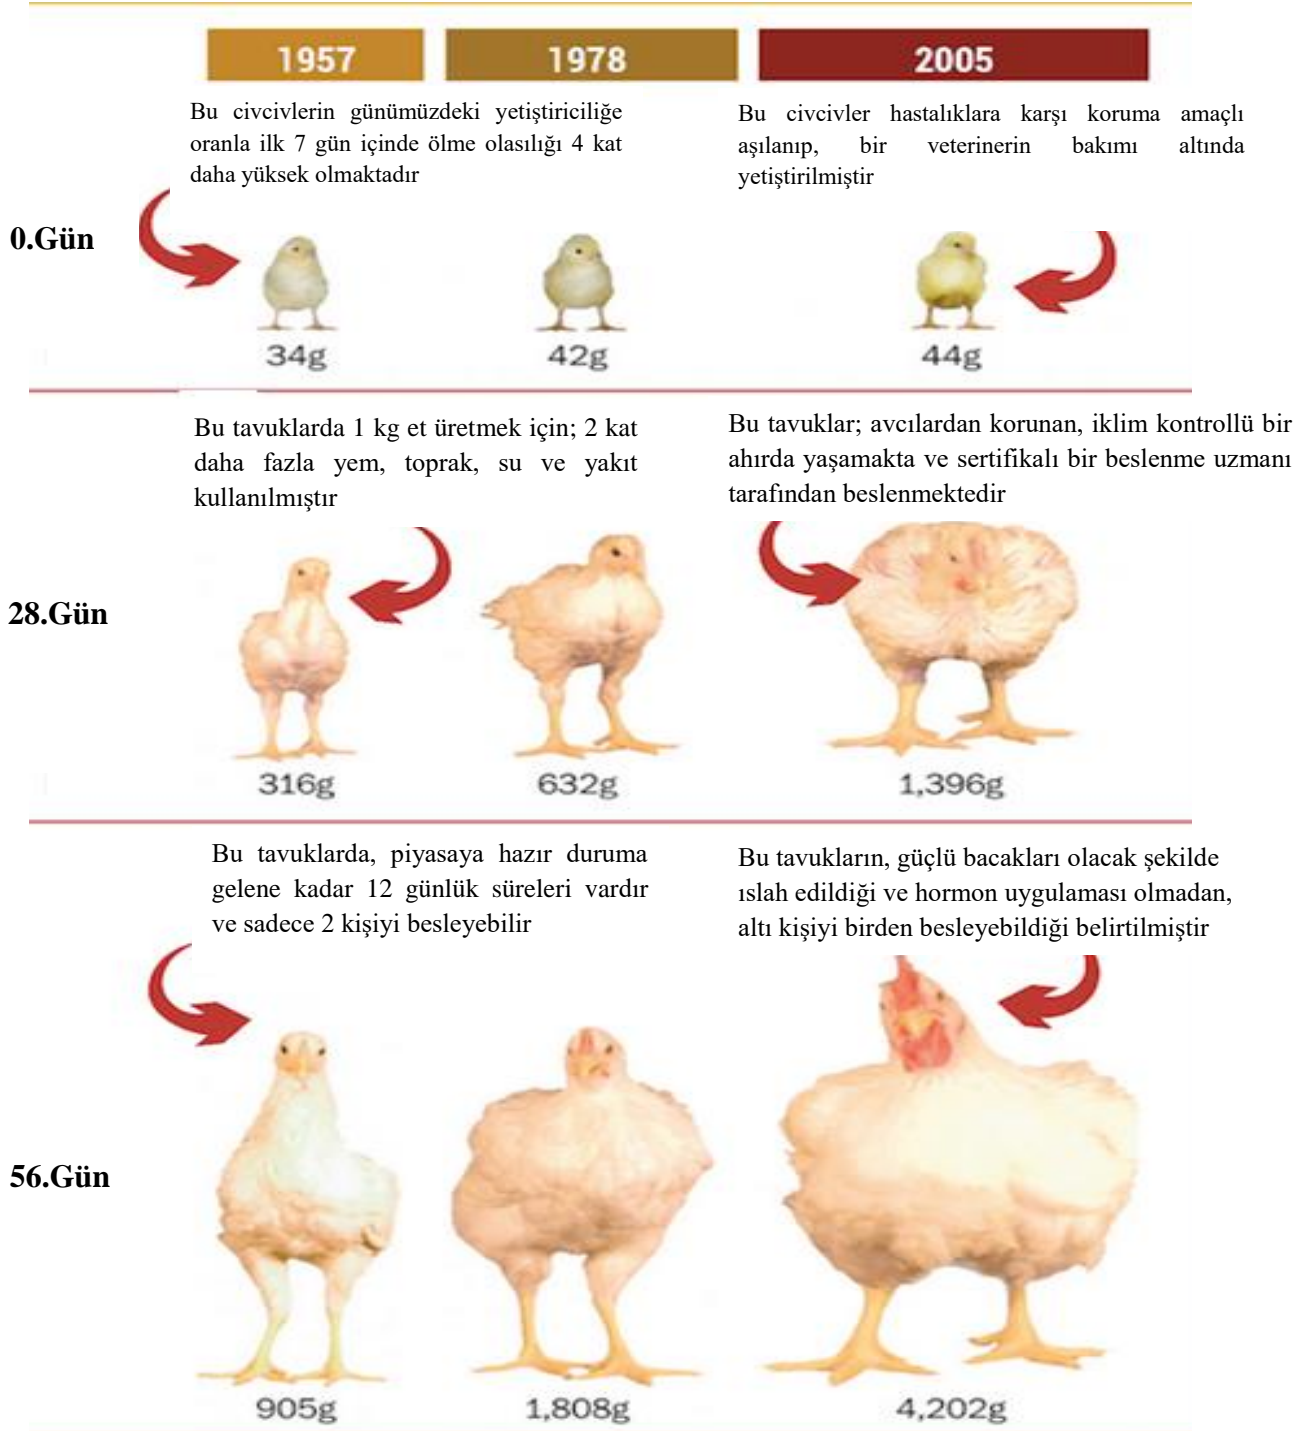 1957 1978 2005
Bu civcivlerin günümüzdeki yetiştiriciliğe
oranla ilk 7 gün içinde ölme olasılığı 4 kat
daha yüksek olmaktadır
Bu civcivler hastalıklara karşı koruma amaçlı
aşılanıp, bir veterinerin bakımı altında
yetiştirilmiştir
0.Gün
34g 42g 44g
Bu tavuklarda 1 kg et üretmek için; 2 kat
daha fazla yem, toprak, su ve yakıt
kullanılmıştır
Bu tavuklar; avcılardan korunan, iklim kontrollü bir
ahırda yaşamakta ve sertifikalı bir beslenme uzmanı
tarafından beslenmektedir
28.Gün
316g 632g 1,396g
Bu tavuklarda, piyasaya hazır duruma
gelene kadar 12 günlük süreleri vardır
ve sadece 2 kişiyi besleyebilir
Bu tavukların, güçlü bacakları olacak şekilde
ıslah edildiği ve hormon uygulaması olmadan,
altı kişiyi birden besleyebildiği belirtilmiştir
56.Gün
905g 1,808g 4,202g